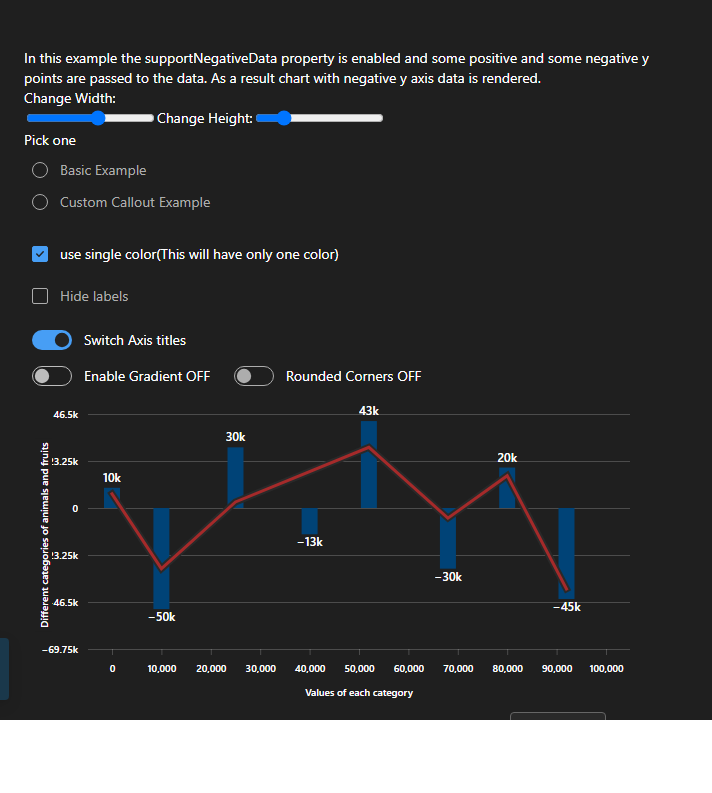 In this example the supportNegativeData property is enabled and some positive and some negative y
points are passed to the data. As a result chart with negative y axis data is rendered.
Change Width:
Change Height:
Pick one
Basic Example
Custom Callout Example
use single color(This will have only one color)
Hide labels
Switch Axis titles
Enable Gradient OFF Rounded Corners OFF
Different categories of animals and fruits
46.5k
3.25k
0
3.25k
46.5k
−69.75k
10k
−50k
30k
−13k
43k
−30k
20k
−45k
0 10,000 20,000 30,000 40,000 50,000 60,000 70,000 80,000 90,000 100,000
Values of each category